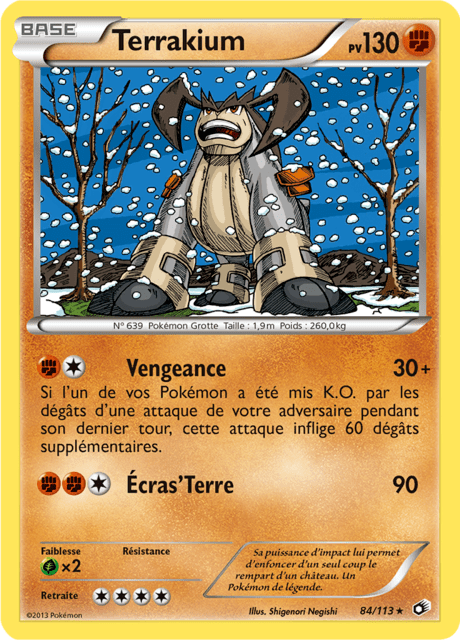 BASE Terrakium PV130
N° 639 Pokémon Grotte Taille : 1,9m Poids : 260,0kg
Vengeance 30+
Si l'un de vos Pokémon a été mis K.O. par les
dégâts d'une attaque de votre adversaire pendant
son dernier tour, cette attaque inflige 60 dégâts
supplémentaires.
Écras'Terre 90
Faiblesse Résistance
×2
Retraite
Sa puissance d'impact lui permet
d'enfoncer d'un seul coup le
rempart d'un château. Un
Pokémon de légende.
©2013 Pokémon Illus. Shigenori Negishi 84/113 ★